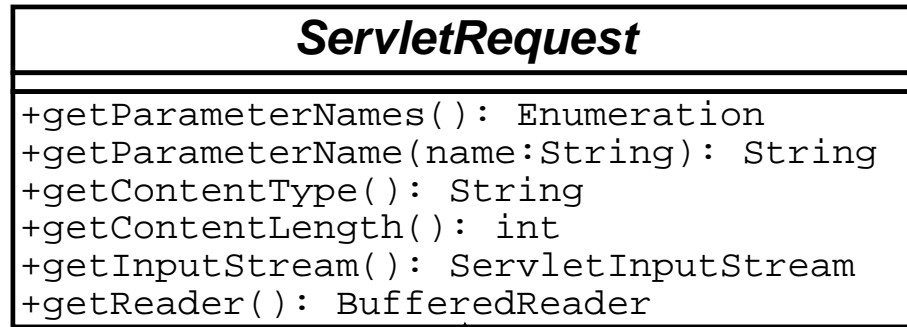 ServletRequest
+getParameterNames(): Enumeration
+getParameterName(name:String): String
+getContentType(): String
+getContentLength(): int
+getInputStream(): ServletInputStream
+getReader(): BufferedReader